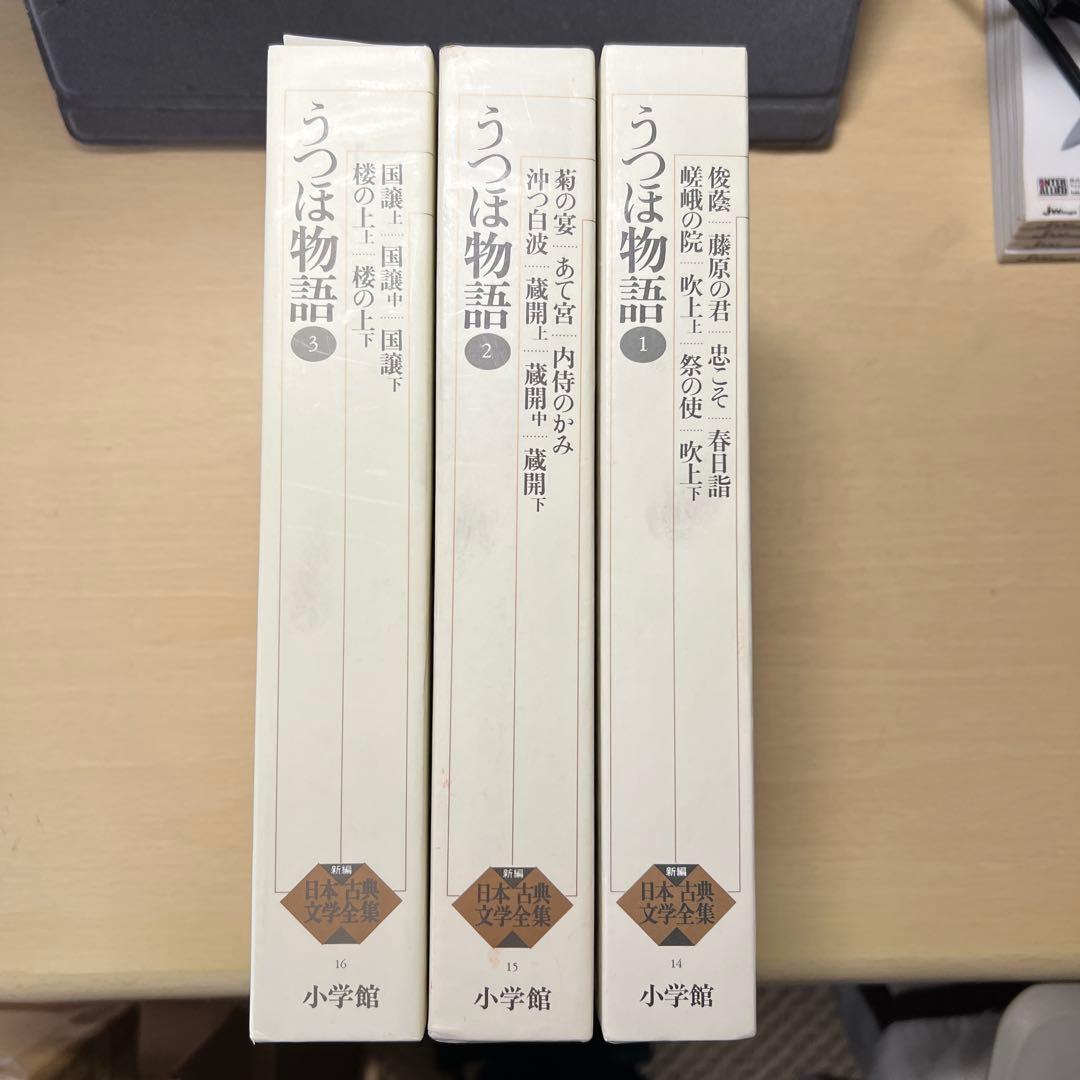 うつほ物語
1
俊蔭……藤原の君……忠こそ……春日詣
嵯峨の院……吹上上……祭の使……吹上下
新編
日本古典
文学全集
14
小学館
うつほ物語
2
菊の宴……あて宮……内侍のかみ
沖つ白波……蔵開上……蔵開中……蔵開下
新編
日本古典
文学全集
15
小学館
うつほ物語
3
国譲上……国譲中……国譲下
楼の上上……楼の上下
新編
日本古典
文学全集
16
小学館
INTER
ALLIED